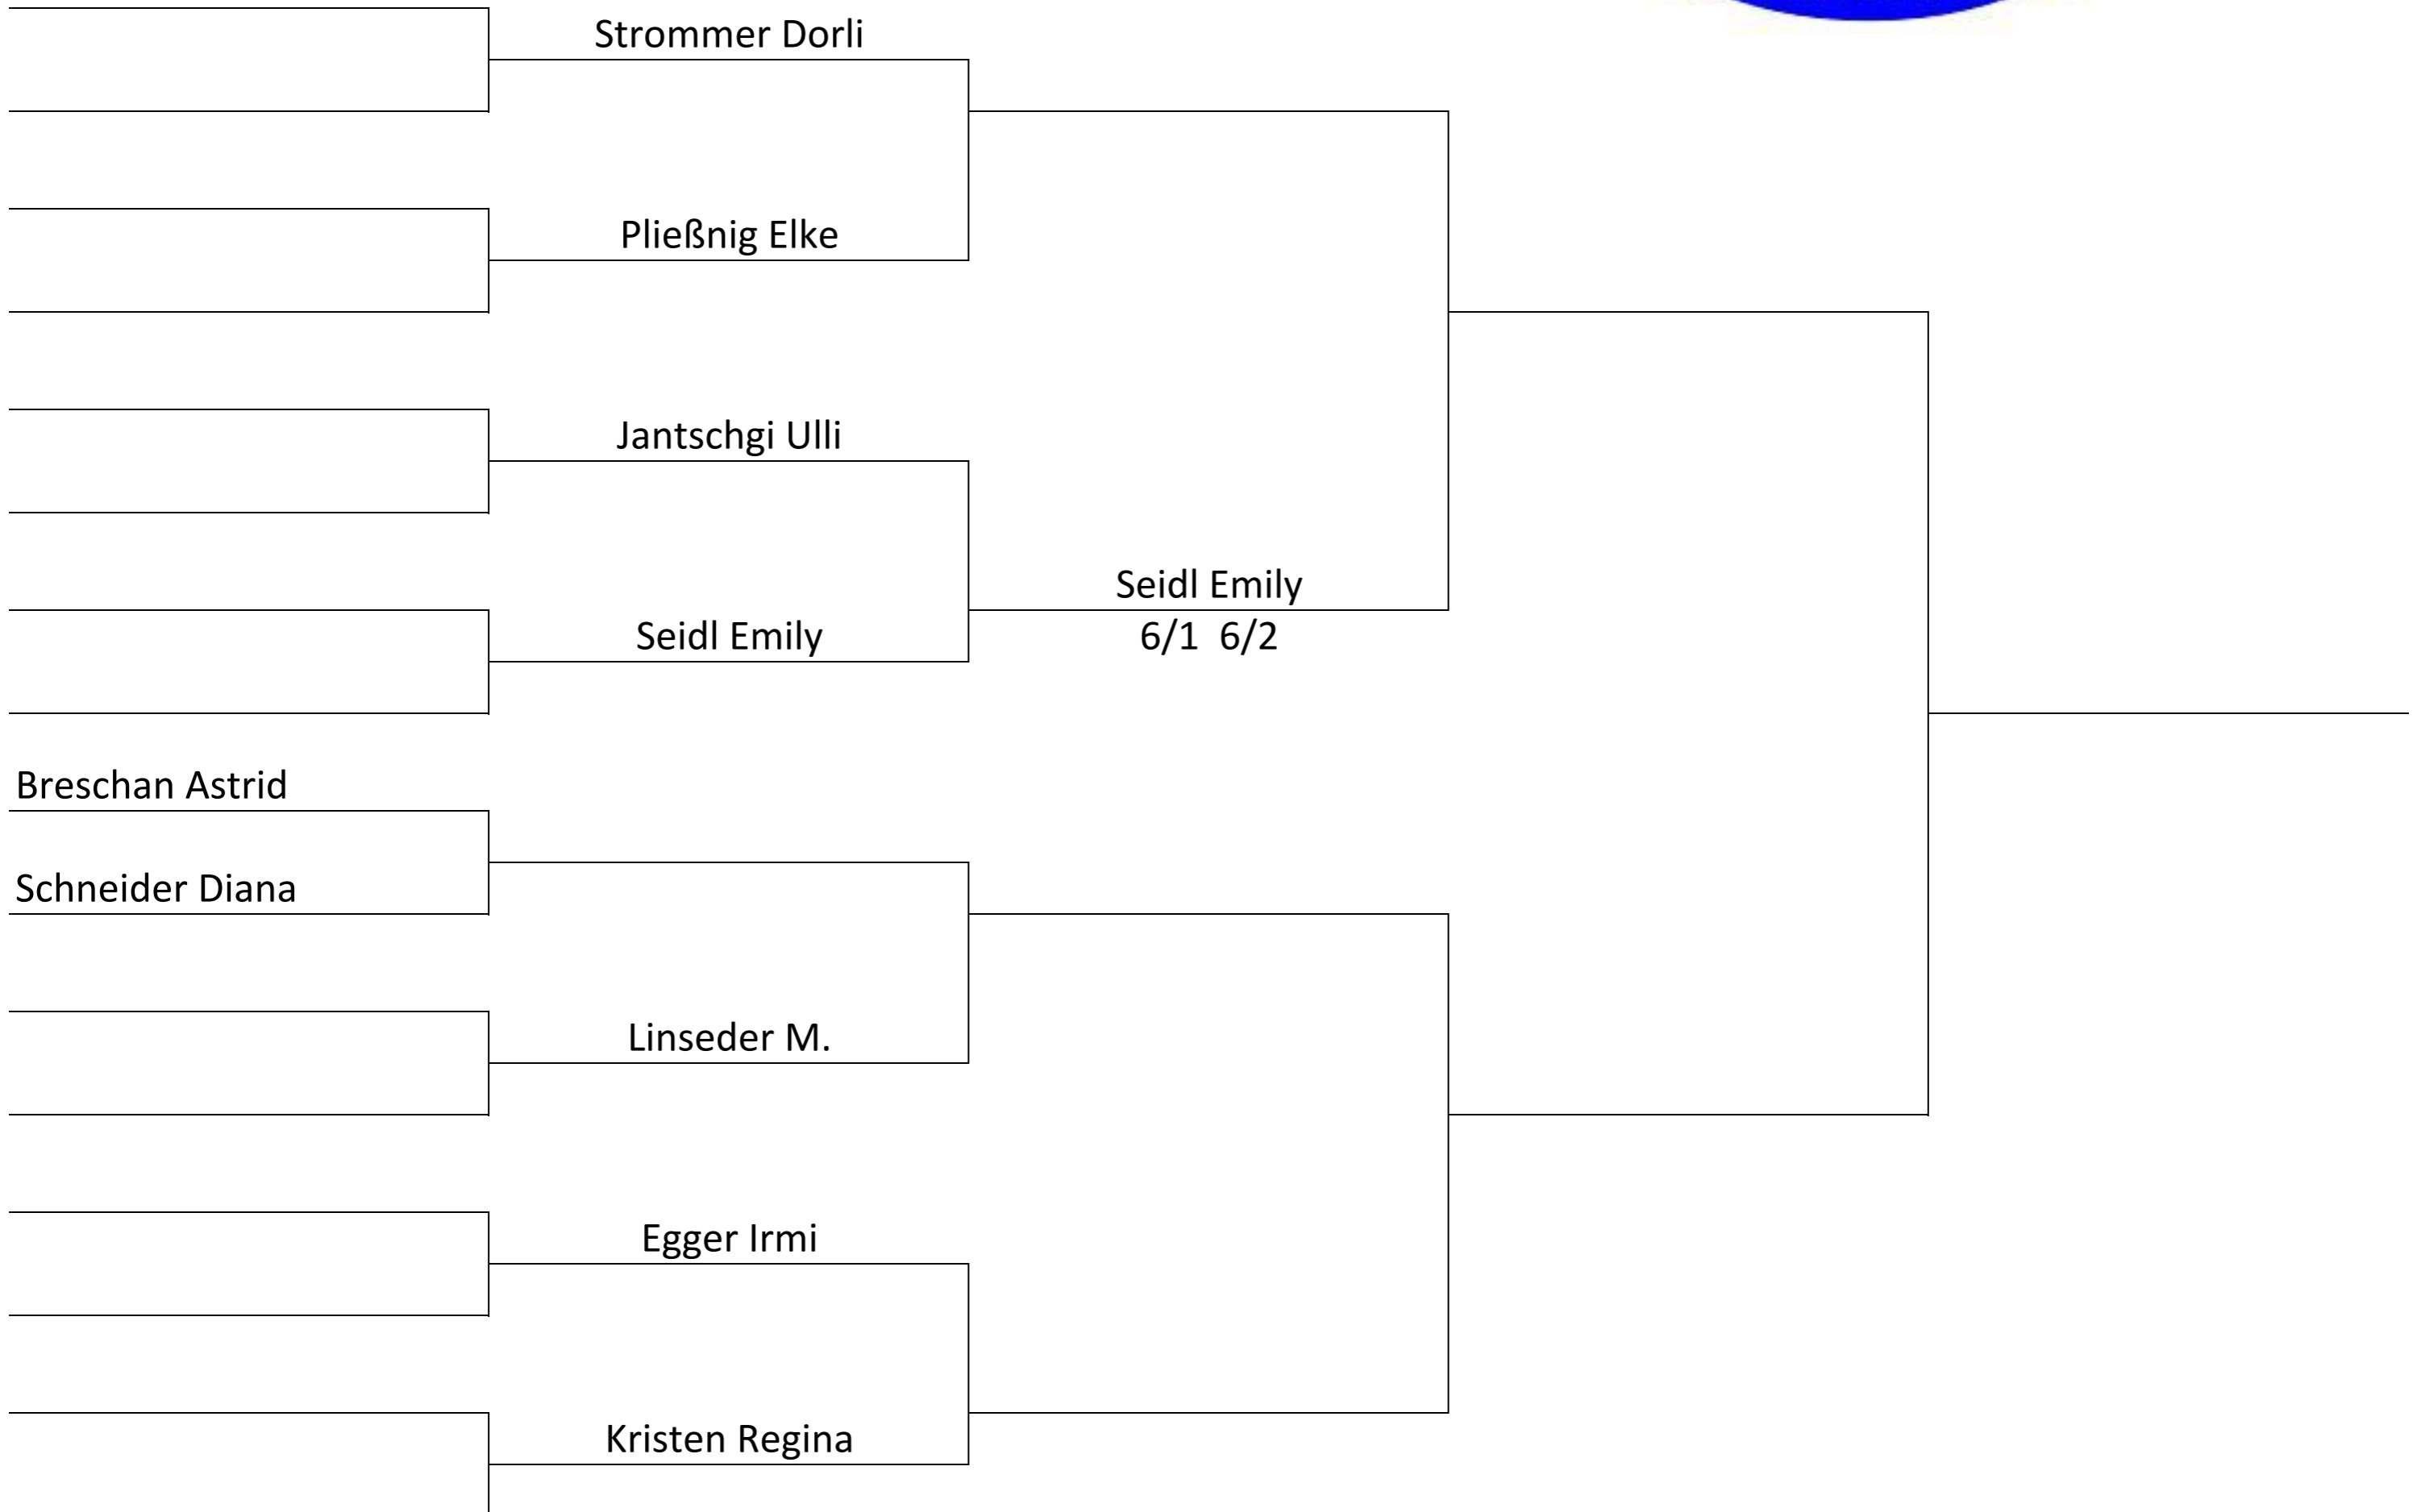 Strommer Dorli
Pließnig Elke
Jantschgi Ulli
Seidl Emily
Seidl Emily
6/1  6/2
Breschan Astrid
Schneider Diana
Linseder M.
Egger Irmi
Kristen Regina